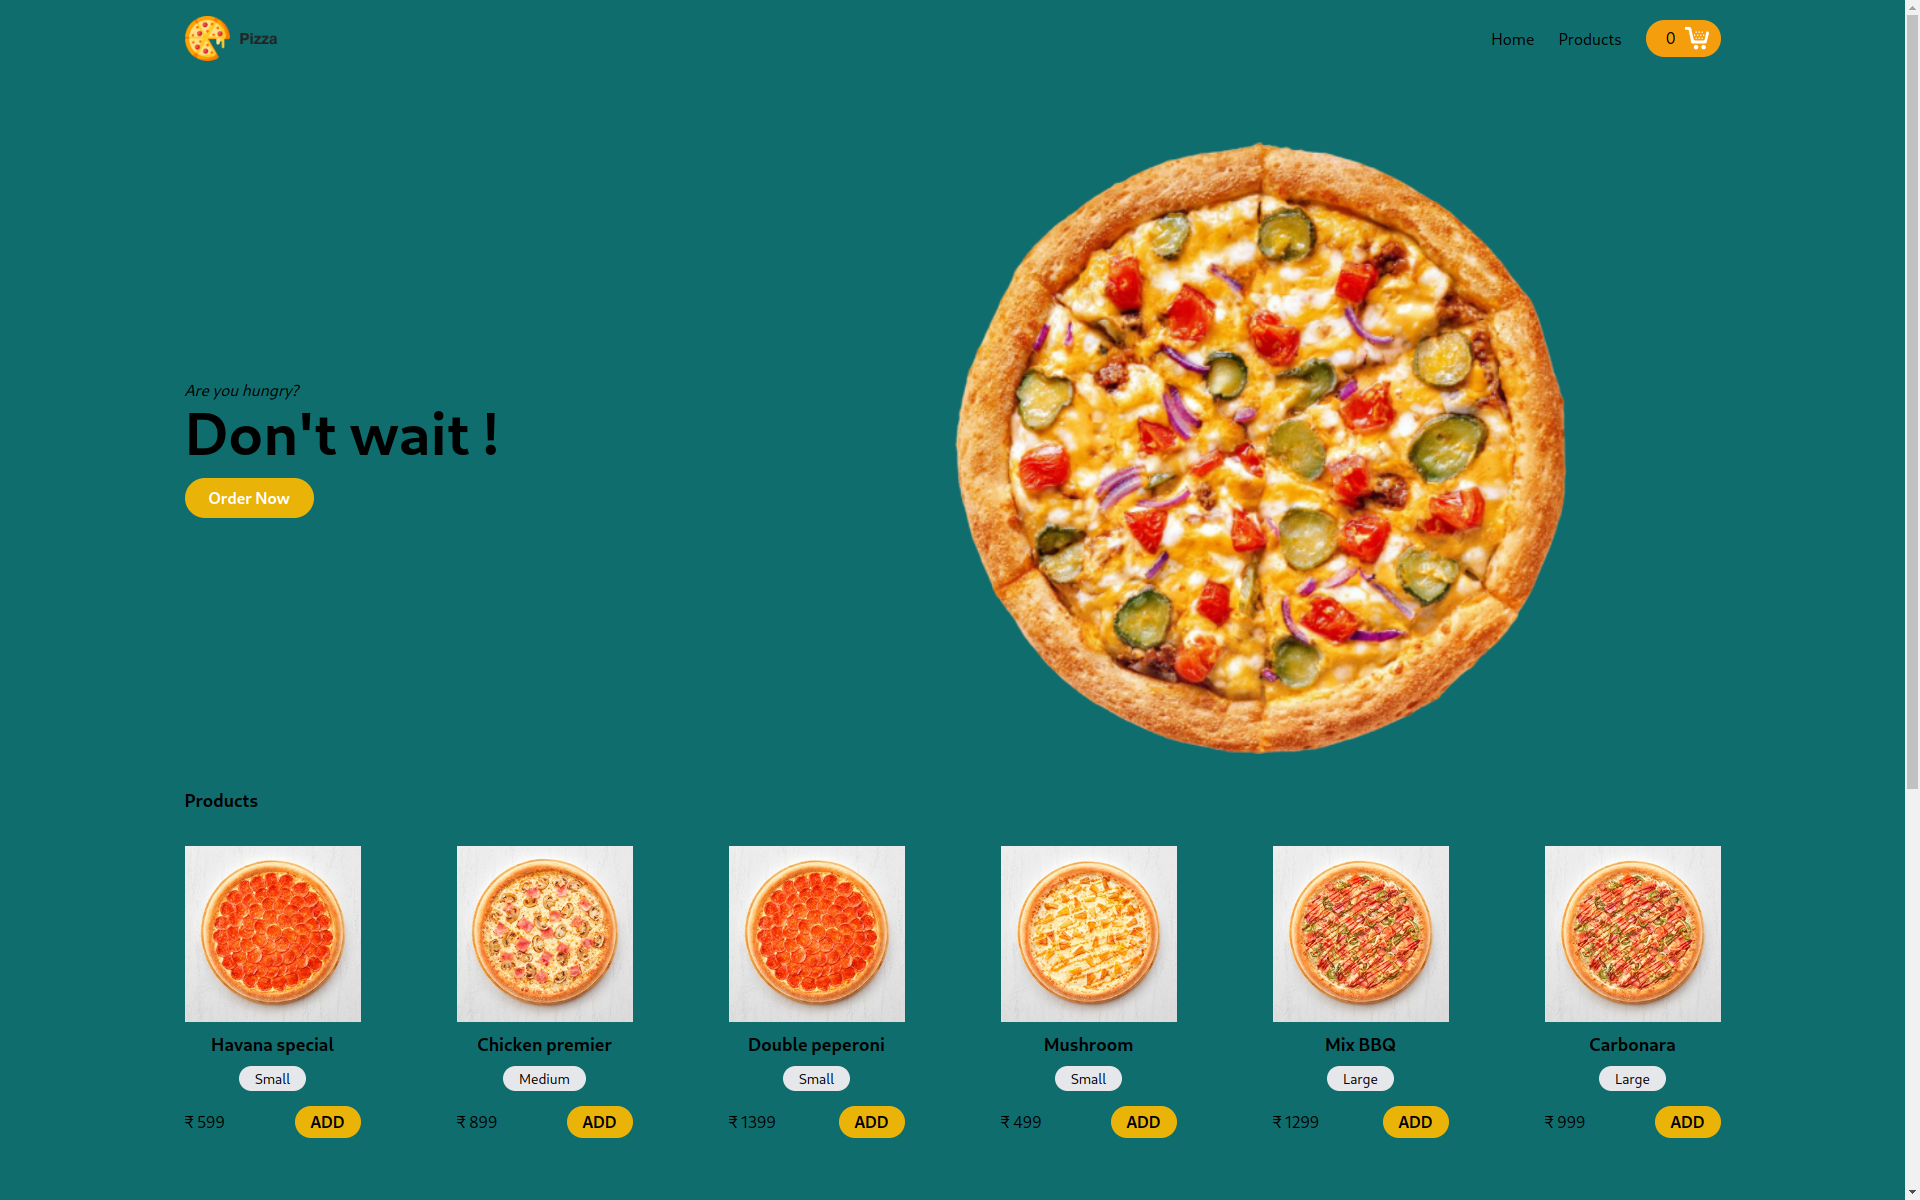 Pizza
Home Products 0
Are you hungry?
Don't wait !
Order Now
Products
Havana special Chicken premier Double peperoni Mushroom Mix BBQ Carbonara
Small Medium Small Small Large Large
₹ 599 ADD ₹ 899 ADD ₹ 1399 ADD ₹ 499 ADD ₹ 1299 ADD ₹ 999 ADD